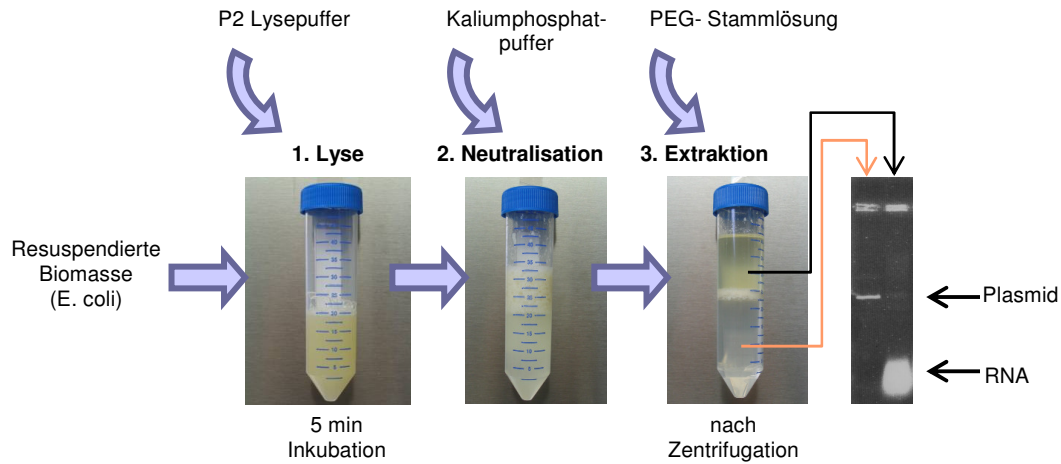 P2 Lysepuffer
Kaliumphosphat-
puffer
PEG- Stammlösung
1. Lyse
2. Neutralisation
3. Extraktion
Resuspendierte
Biomasse
(E. coli)
Plasmid
RNA
5 min
Inkubation
nach
Zentrifugation